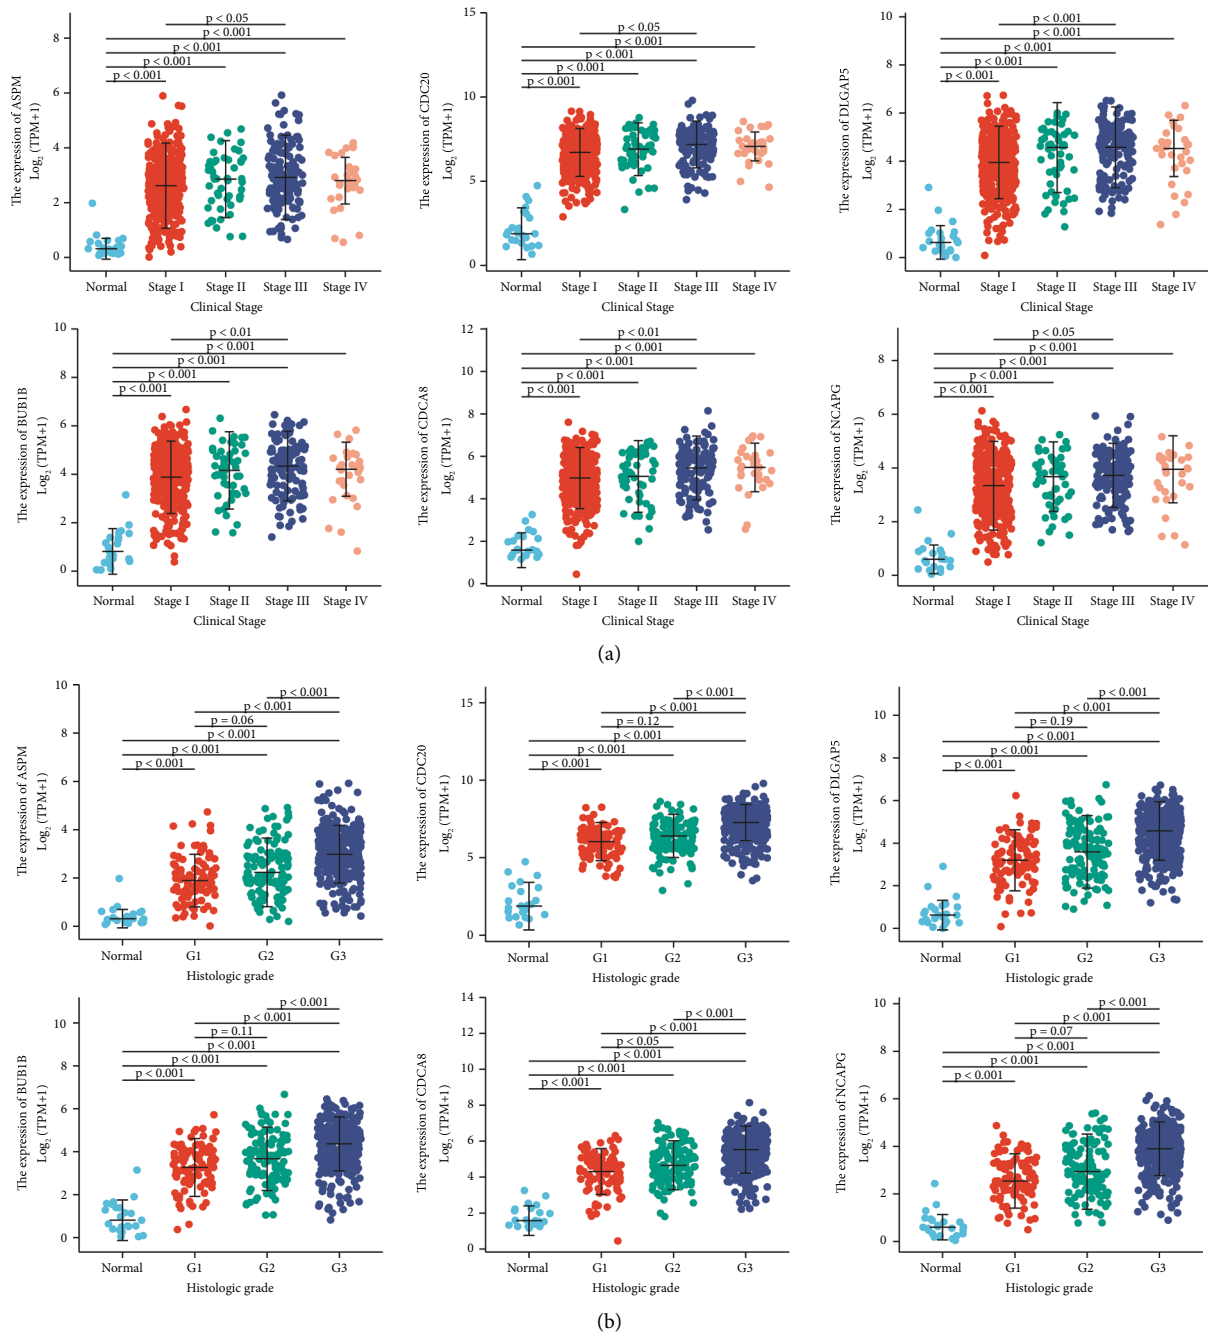 The expression of ASPM
Log2 (TPM+1)
8
6
4
2
0
p < 0.05
p < 0.001
p < 0.001
p < 0.001
p < 0.001
Normal Stage I Stage II Stage III Stage IV
Clinical Stage
The expression of CDC20
Log2 (TPM+1)
15
10
5
0
p < 0.05
p < 0.001
p < 0.001
p < 0.001
p < 0.001
Normal Stage I Stage II Stage III Stage IV
Clinical Stage
The expression of DLGAP5
Log2 (TPM+1)
10
8
6
4
2
0
p < 0.001
p < 0.001
p < 0.001
p < 0.001
p < 0.001
Normal Stage I Stage II Stage III Stage IV
Clinical Stage
The expression of BUB1B
Log2 (TPM+1)
10
8
6
4
2
0
p < 0.01
p < 0.001
p < 0.001
p < 0.001
p < 0.001
Normal Stage I Stage II Stage III Stage IV
Clinical Stage
The expression of CDCA8
Log2 (TPM+1)
12
10
8
6
4
2
0
p < 0.01
p < 0.001
p < 0.001
p < 0.001
p < 0.001
Normal Stage I Stage II Stage III Stage IV
Clinical Stage
The expression of NCAPG
Log2 (TPM+1)
8
6
4
2
0
p < 0.05
p < 0.001
p < 0.001
p < 0.001
p < 0.001
Normal Stage I Stage II Stage III Stage IV
Clinical Stage
(a)
The expression of ASPM
Log2 (TPM+1)
10
8
6
4
2
0
p < 0.001
p < 0.001
p = 0.06
p < 0.001
p < 0.001
p < 0.001
Normal G1 G2 G3
Histologic grade
The expression of CDC20
Log2 (TPM+1)
15
10
5
0
p < 0.001
p < 0.001
p = 0.12
p < 0.001
p < 0.001
p < 0.001
Normal G1 G2 G3
Histologic grade
The expression of DLGAP5
Log2 (TPM+1)
10
8
6
4
2
0
p < 0.001
p < 0.001
p = 0.19
p < 0.001
p < 0.001
p < 0.001
Normal G1 G2 G3
Histologic grade
The expression of BUB1B
Log2 (TPM+1)
10
8
6
4
2
0
p < 0.001
p < 0.001
p = 0.11
p < 0.001
p < 0.001
p < 0.001
Normal G1 G2 G3
Histologic grade
The expression of CDCA8
Log2 (TPM+1)
14
12
10
8
6
4
2
0
p < 0.001
p < 0.001
p < 0.05
p < 0.001
p < 0.001
p < 0.001
Normal G1 G2 G3
Histologic grade
The expression of NCAPG
Log2 (TPM+1)
10
8
6
4
2
0
p < 0.001
p < 0.001
p = 0.07
p < 0.001
p < 0.001
p < 0.001
Normal G1 G2 G3
Histologic grade
(b)